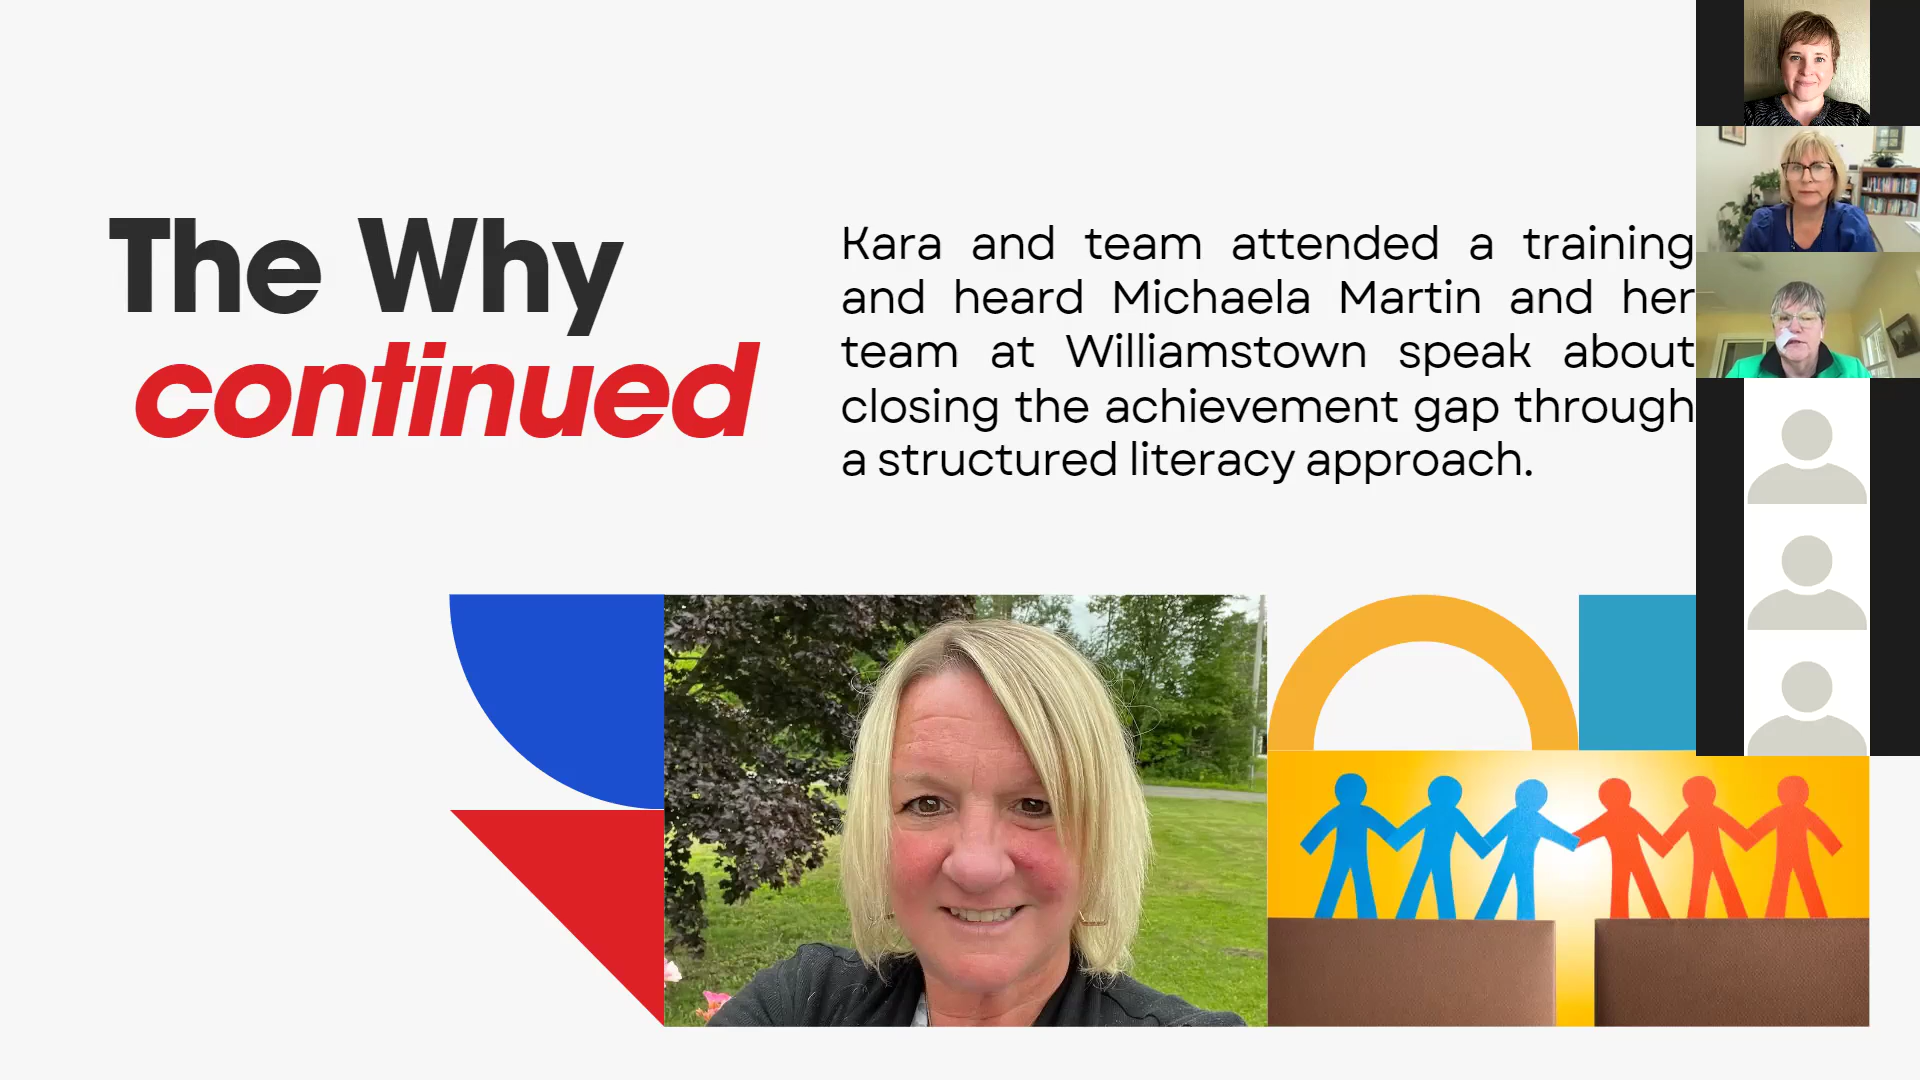 The Why
continued
Kara and team attended a training
and heard Michaela Martin and her
team at Williamstown speak about
closing the achievement gap through
a structured literacy approach.